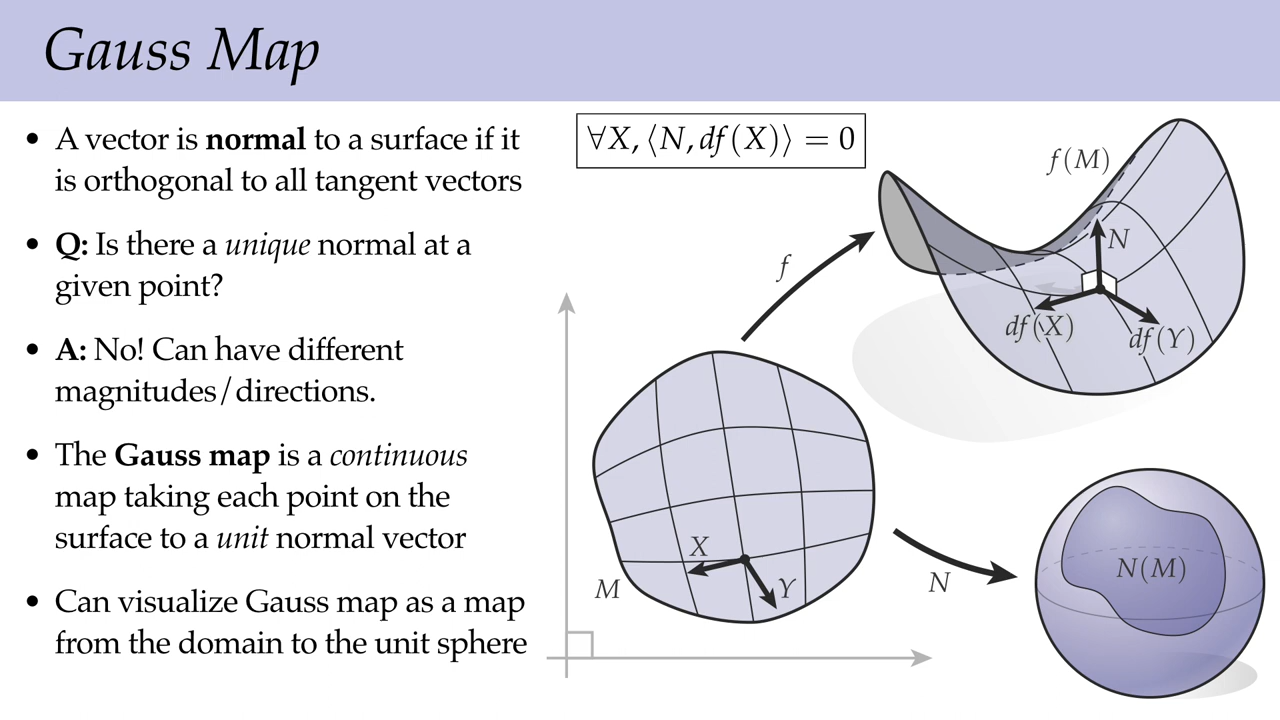 Gauss Map
• A vector is normal to a surface if it
is orthogonal to all tangent vectors
• Q: Is there a unique normal at a
given point?
• A: No! Can have different
magnitudes/directions.
• The Gauss map is a continuous
map taking each point on the
surface to a unit normal vector
• Can visualize Gauss map as a map
from the domain to the unit sphere
∀X, ⟨N, df(X)⟩ = 0
f(M)
N
df(X)
df(Y)
f
X
Y
M
N
N(M)